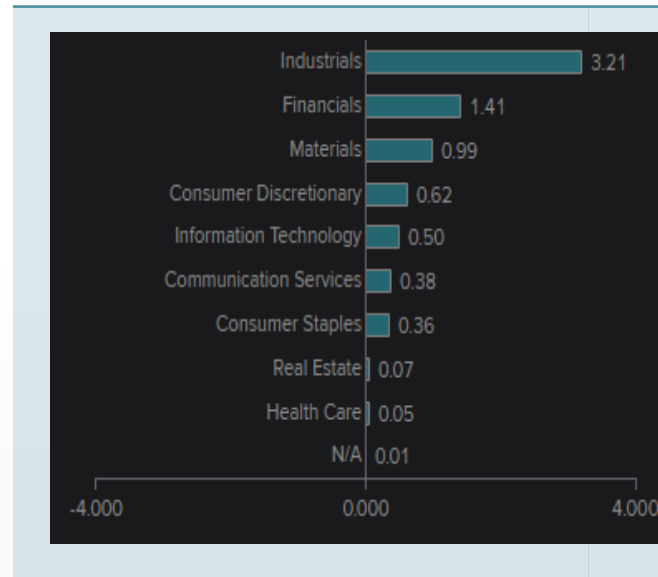 Industrials 3.21
Financials 1.41
Materials 0.99
Consumer Discretionary 0.62
Information Technology 0.50
Communication Services 0.38
Consumer Staples 0.36
Real Estate 0.07
Health Care 0.05
N/A 0.01
-4.000 0.000 4.000